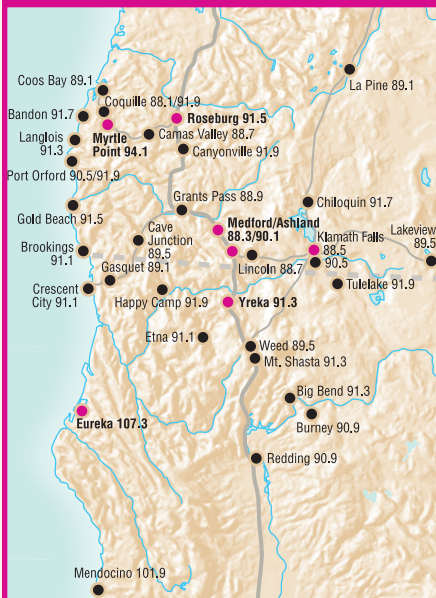 La Pine 89.1
Coos Bay 89.1
Coquille 88.1/91.9
Bandon 91.7
Roseburg 91.5
Myrtle
Point 94.1
Camas Valley 88.7
Langlois
91.3
Canyonville 91.9
Port Orford 90.5/91.9
Grants Pass 88.9
Chiloquin 91.7
Gold Beach 91.5
Medford/Ashland
88.3/90.1
Cave
Junction
89.5
Klamath Falls
88.5
90.5
Lakeview
89.5
Brookings
91.1
Lincoln 88.7
Gasquet 89.1
Tulelake 91.9
Crescent
City 91.1
Happy Camp 91.9
Yreka 91.3
Etna 91.1
Weed 89.5
Mt. Shasta 91.3
Big Bend 91.3
Burney 90.9
Eureka 107.3
Redding 90.9
Mendocino 101.9